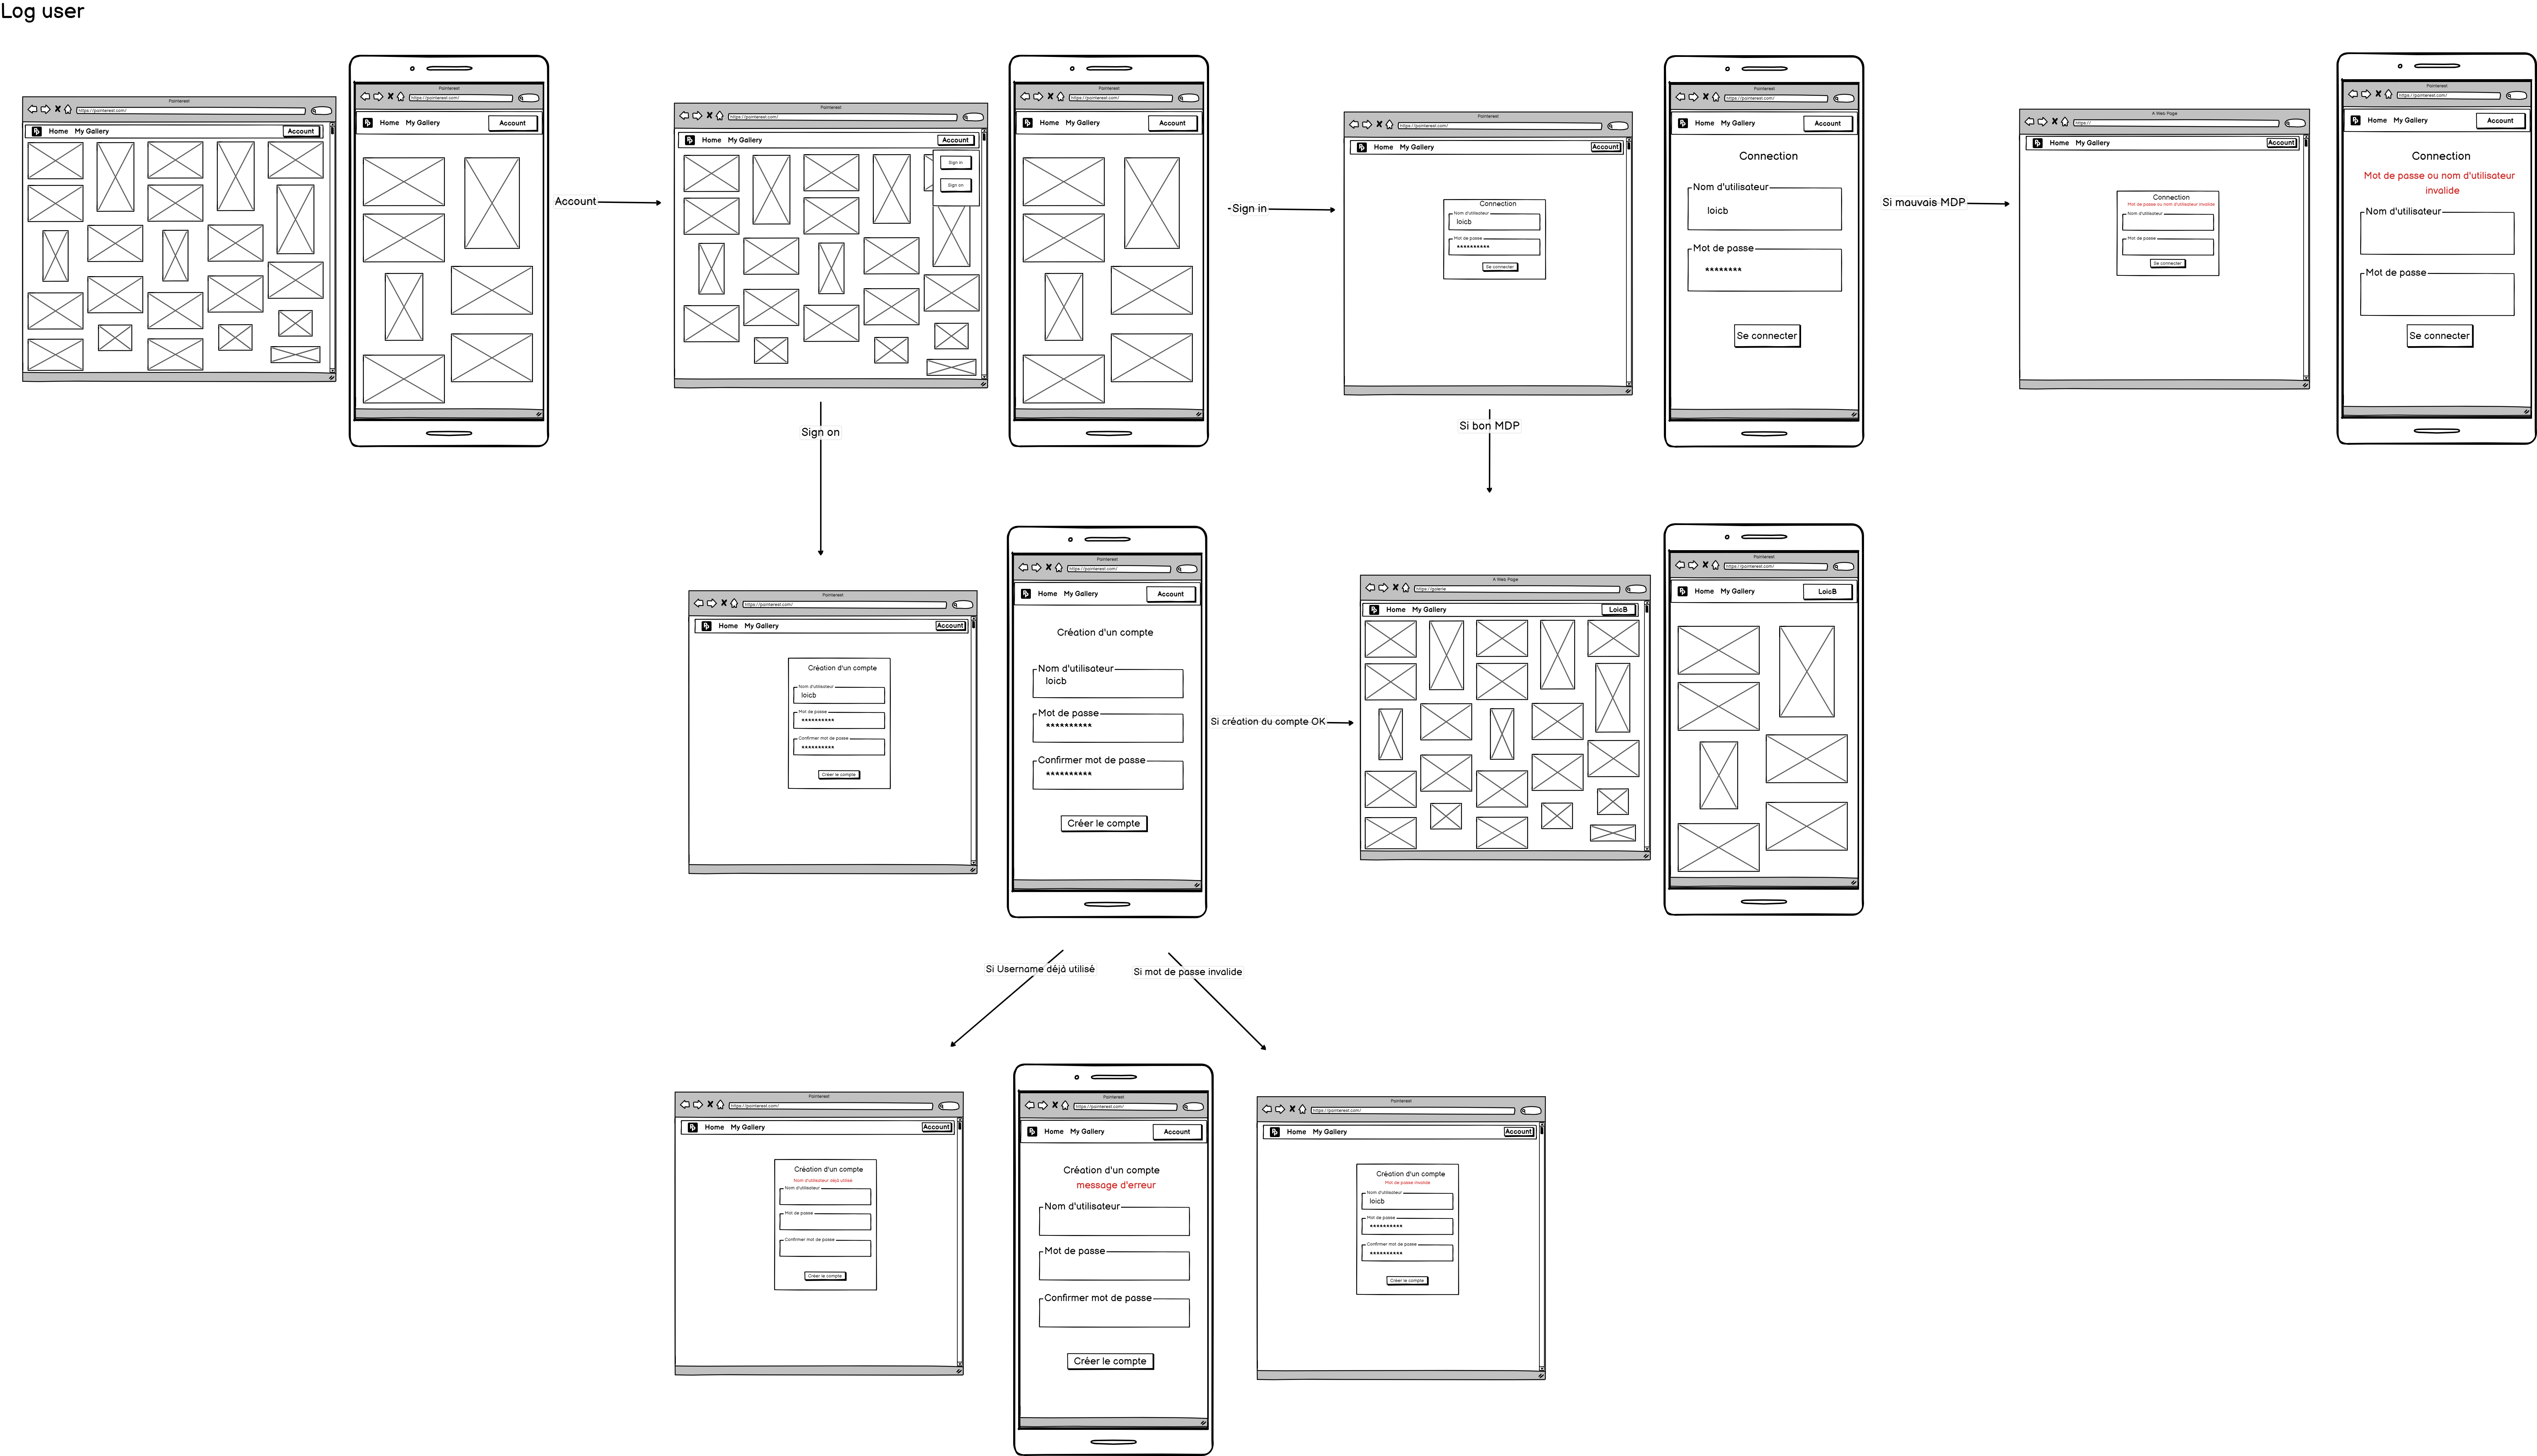 Log user
Pointerest
https://pointerest.com/
Home My Gallery
Account
Pointerest
https://pointerest.com/
Home My Gallery
Account
Account
Pointerest
https://pointerest.com/
Home My Gallery
Account
Sign in
Sign on
Pointerest
https://pointerest.com/
Home My Gallery
Account
-Sign in
Pointerest
https://pointerest.com/
Home My Gallery
Account
Connection
Nom d'utilisateur
loicb
Mot de passe
**********
Se connecter
Pointerest
https://pointerest.com/
Home My Gallery
Account
Connection
Nom d'utilisateur
loicb
Mot de passe
********
Se connecter
Si mauvais MDP
A Web Page
https://
Home My Gallery
Account
Connection
Mot de passe ou nom d'utilisateur invalide
Nom d'utilisateur
Mot de passe
Se connecter
Pointerest
https://pointerest.com/
Home My Gallery
Account
Connection
Mot de passe ou nom d'utilisateur
invalide
Nom d'utilisateur
Mot de passe
Se connecter
Sign on
Si bon MDP
Pointerest
https://pointerest.com/
Home My Gallery
Account
Création d'un compte
Nom d'utilisateur
loicb
Mot de passe
**********
Confirmer mot de passe
**********
Créer le compte
Pointerest
https://pointerest.com/
Home My Gallery
Account
Création d'un compte
Nom d'utilisateur
loicb
Mot de passe
**********
Confirmer mot de passe
**********
Créer le compte
Si création du compte OK
A Web Page
https://galerie
Home My Gallery
LoicB
Pointerest
https://pointerest.com/
Home My Gallery
LoicB
Si Username déjà utilisé
Si mot de passe invalide
Pointerest
https://pointerest.com/
Home My Gallery
Account
Création d'un compte
Nom d'utilisateur déjà utilisé
Nom d'utilisateur
Mot de passe
Confirmer mot de passe
Créer le compte
Pointerest
https://pointerest.com/
Home My Gallery
Account
Création d'un compte
message d'erreur
Nom d'utilisateur
Mot de passe
Confirmer mot de passe
Créer le compte
Pointerest
https://pointerest.com/
Home My Gallery
Account
Création d'un compte
Mot de passe invalide
Nom d'utilisateur
loicb
Mot de passe
**********
Confirmer mot de passe
**********
Créer le compte